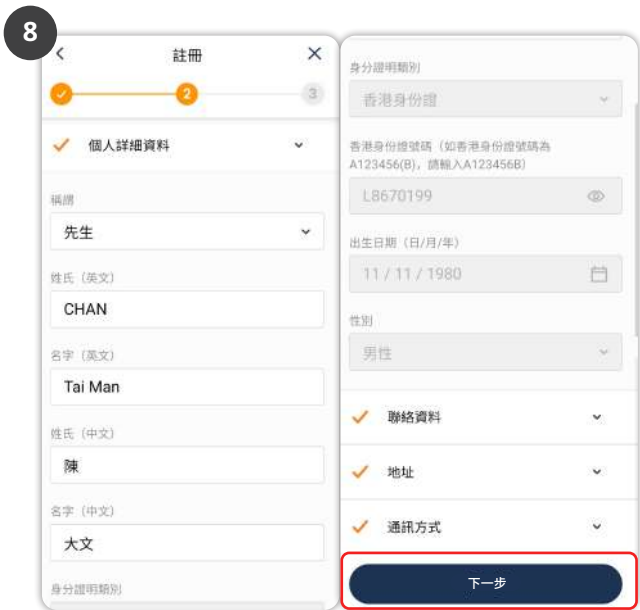 8
註冊
2
3
個人詳細資料
稱謂
先生
姓氏（英文）
CHAN
名字（英文）
Tai Man
姓氏（中文）
陳
名字（中文）
大文
身分證明類別
身分證明類別
香港身份證
香港身份證號碼（如香港身份證號碼為
A123456(B)，請輸入A123456B）
L8670199
出生日期（日/月/年）
11 / 11 / 1980
性別
男性
聯絡資料
地址
通訊方式
下一步